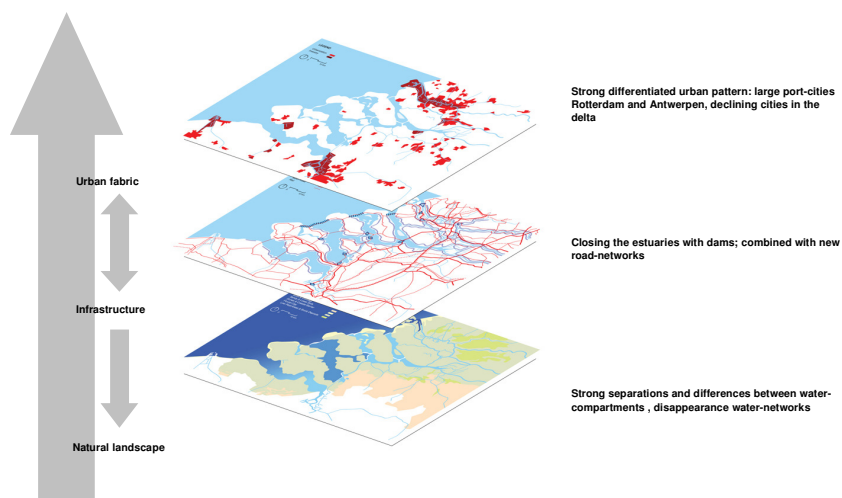 Strong differentiated urban pattern: large port-cities
Rotterdam and Antwerpen, declining cities in the
delta
Urban fabric
Closing the estuaries with dams; combined with new
road-networks
Infrastructure
Strong separations and differences between water-
compartments , disappearance water-networks
Natural landscape